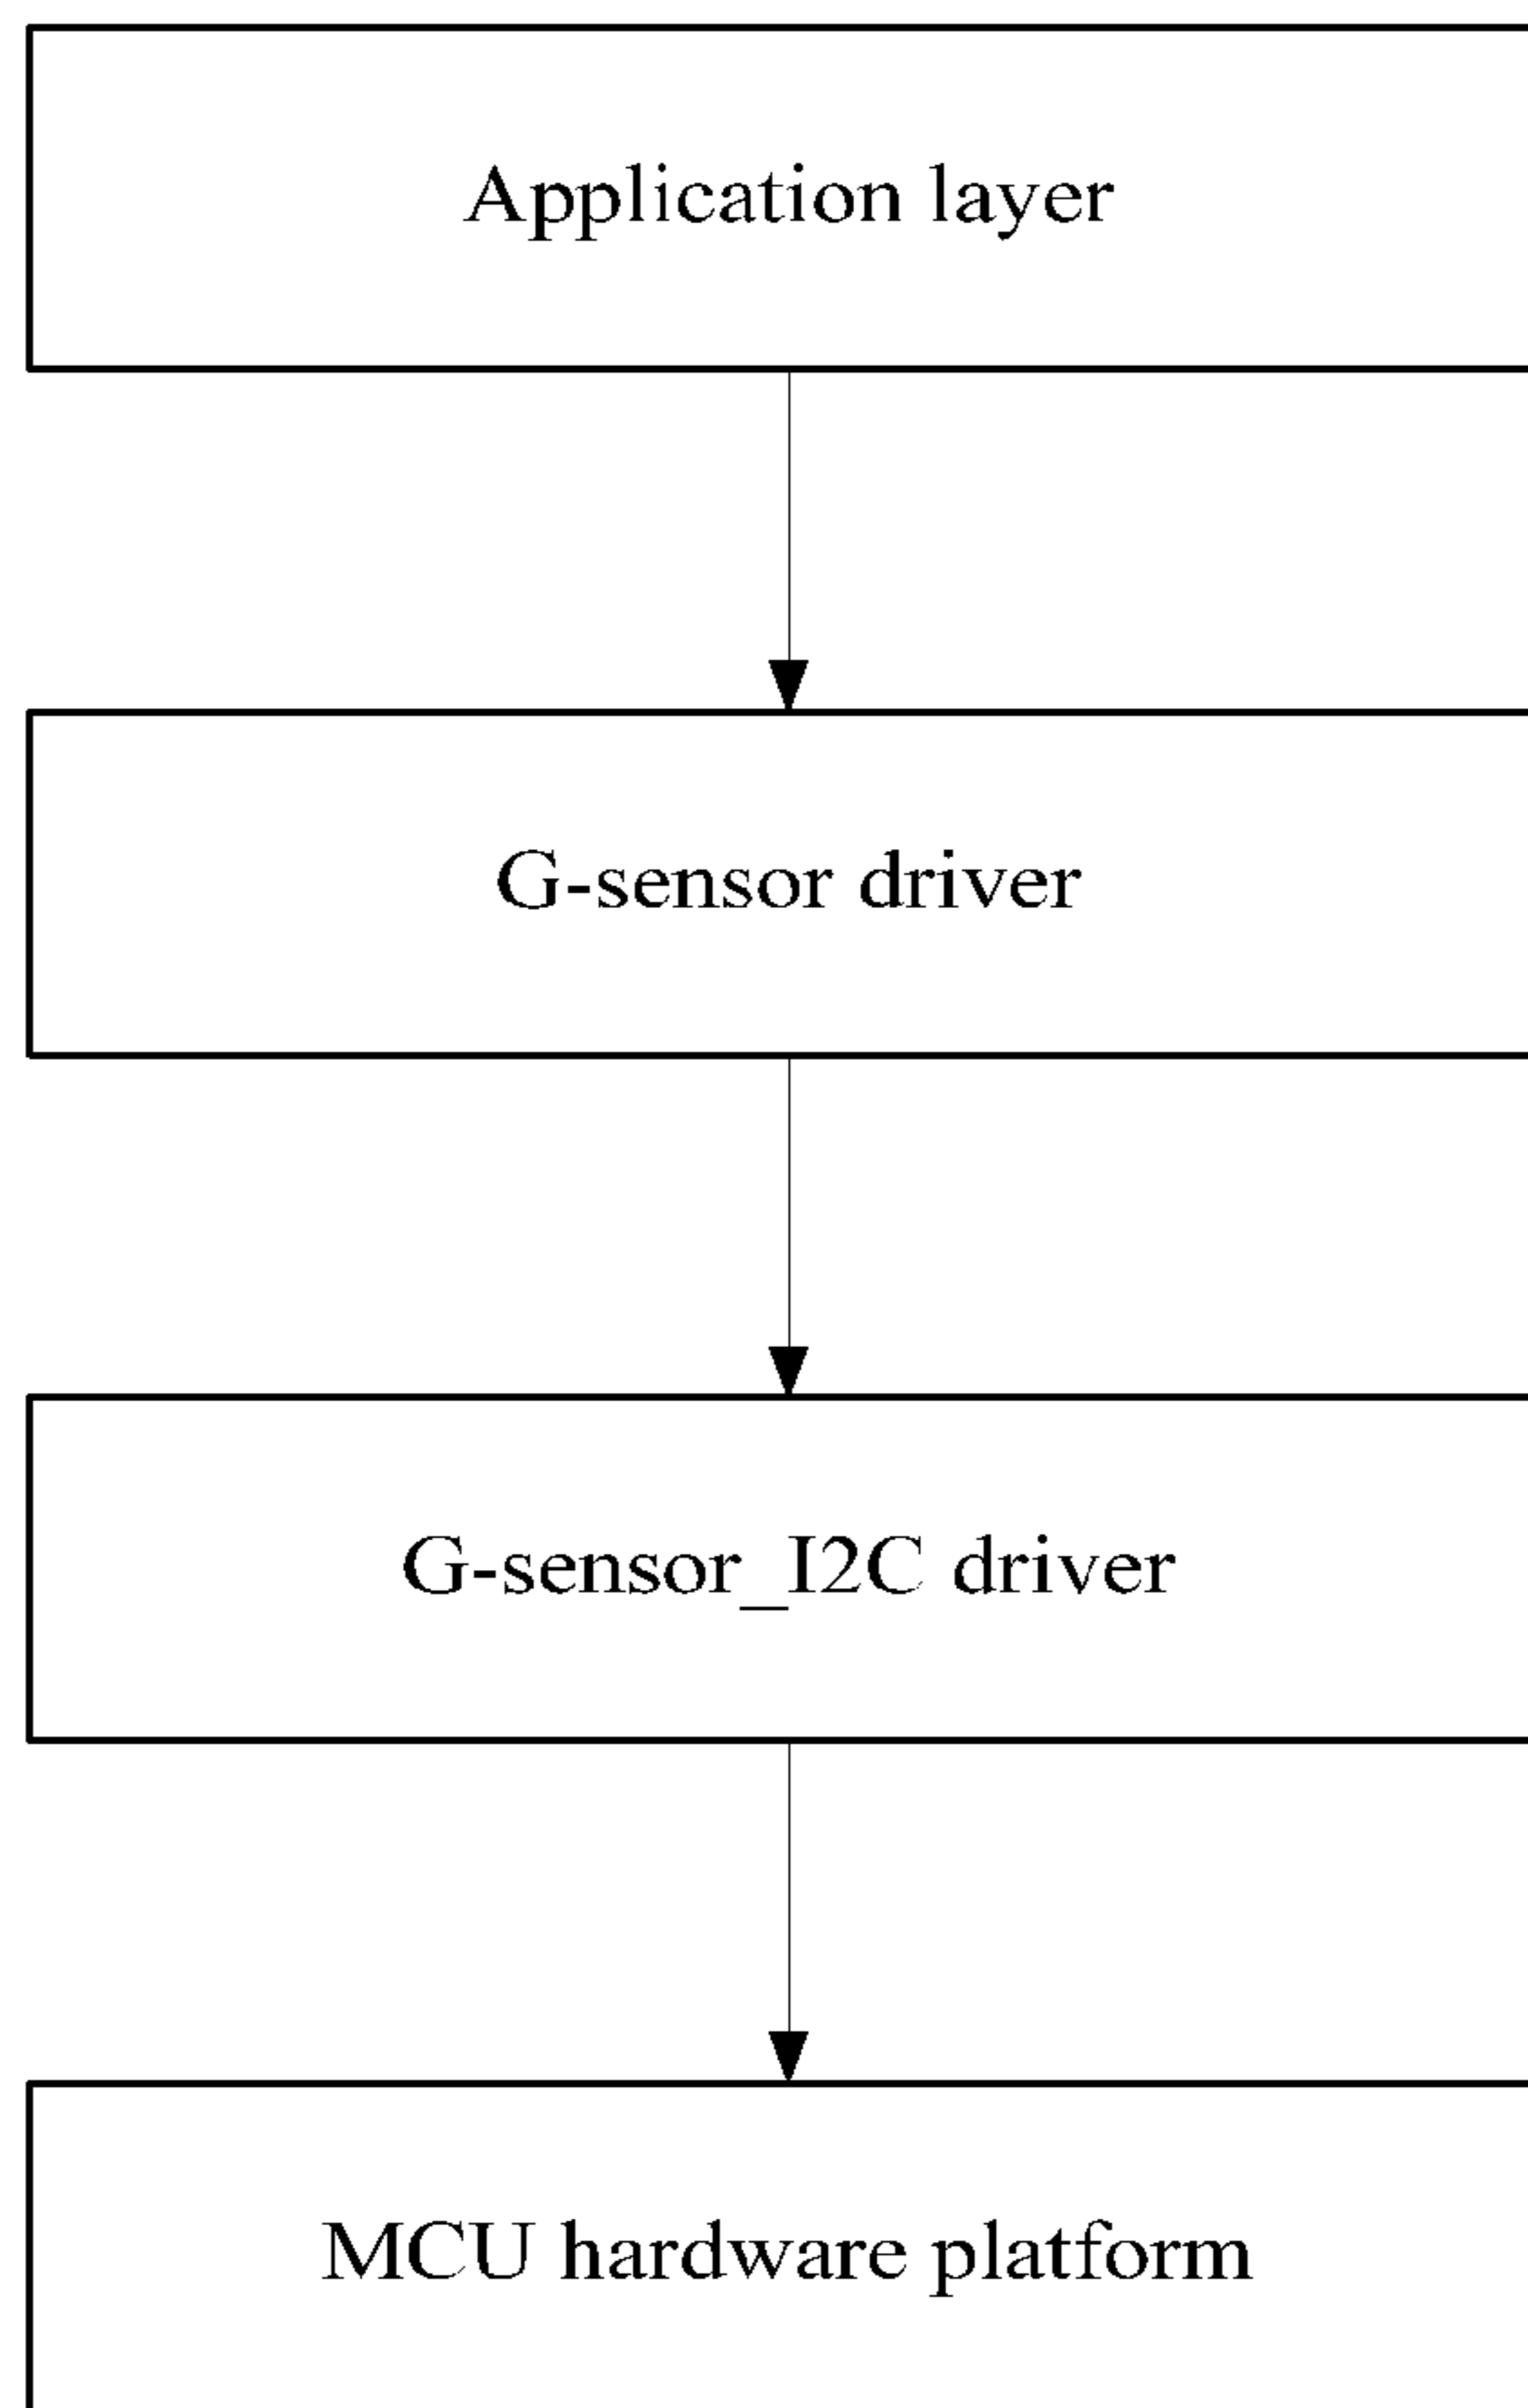 Application layer
G-sensor driver
G-sensor_I2C driver
MCU hardware platform